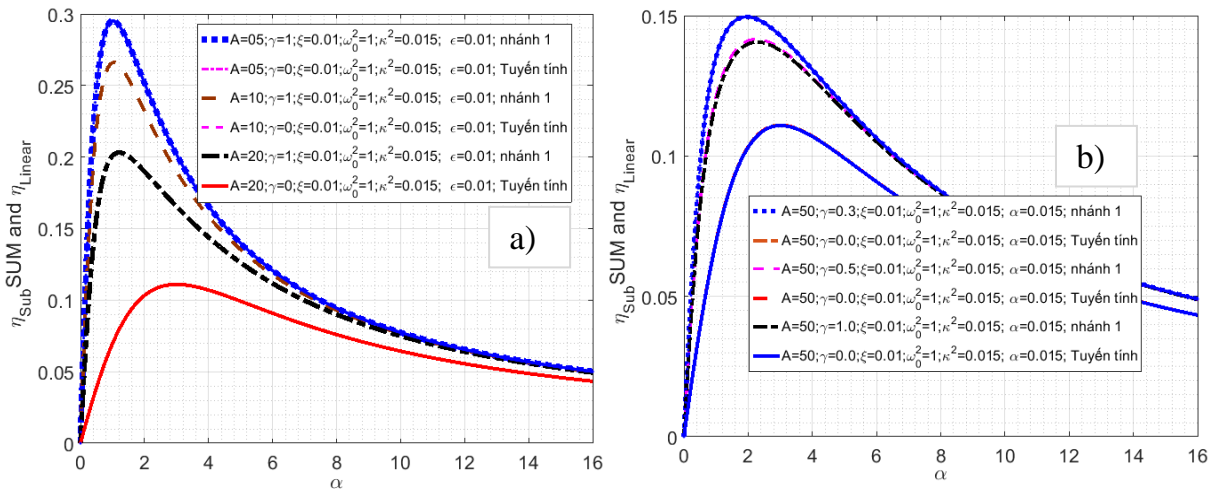 η_Sub SUM and η_Linear
0.3
0.25
0.2
0.15
0.1
0.05
0
A=05;γ=1;ξ=0.01;ω_0^2=1;κ^2=0.015; ϵ=0.01; nhánh 1
A=05;γ=0;ξ=0.01;ω_0^2=1;κ^2=0.015; ϵ=0.01; Tuyến tính
A=10;γ=1;ξ=0.01;ω_0^2=1;κ^2=0.015; ϵ=0.01; nhánh 1
A=10;γ=0;ξ=0.01;ω_0^2=1;κ^2=0.015; ϵ=0.01; Tuyến tính
A=20;γ=1;ξ=0.01;ω_0^2=1;κ^2=0.015; ϵ=0.01; nhánh 1
A=20;γ=0;ξ=0.01;ω_0^2=1;κ^2=0.015; ϵ=0.01; Tuyến tính
a)
0 2 4 6 8 10 12 14 16
α
η_Sub SUM and η_Linear
0.15
0.1
0.05
0
b)
A=50;γ=0.3;ξ=0.01;ω_0^2=1;κ^2=0.015; α=0.015; nhánh 1
A=50;γ=0.0;ξ=0.01;ω_0^2=1;κ^2=0.015; α=0.015; Tuyến tính
A=50;γ=0.5;ξ=0.01;ω_0^2=1;κ^2=0.015; α=0.015; nhánh 1
A=50;γ=0.0;ξ=0.01;ω_0^2=1;κ^2=0.015; α=0.015; Tuyến tính
A=50;γ=1.0;ξ=0.01;ω_0^2=1;κ^2=0.015; α=0.015; nhánh 1
A=50;γ=0.0;ξ=0.01;ω_0^2=1;κ^2=0.015; α=0.015; Tuyến tính
0 2 4 6 8 10 12 14 16
α